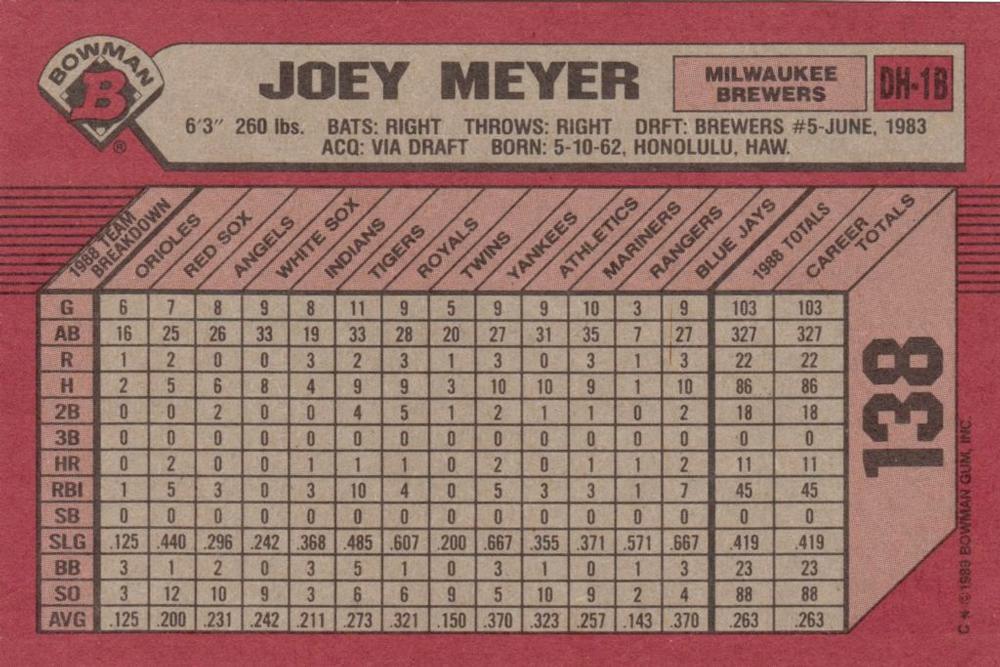 BOWMAN
B
®
JOEY MEYER
MILWAUKEE
BREWERS
DH-1B
6'3" 260 lbs. BATS: RIGHT THROWS: RIGHT DRFT: BREWERS #5-JUNE, 1983
ACQ: VIA DRAFT BORN: 5-10-62, HONOLULU, HAW.
1988 TEAM BREAKDOWN ORIOLES RED SOX ANGELS WHITE SOX INDIANS TIGERS ROYALS TWINS YANKEES ATHLETICS MARINERS RANGERS BLUE JAYS 1988 TOTALS CAREER TOTALS
G 6 7 8 9 8 11 9 5 9 9 10 3 9 103 103
AB 16 25 26 33 19 33 28 20 27 31 35 7 27 327 327
R 1 2 0 0 3 2 3 1 3 0 3 1 3 22 22
H 2 5 6 8 4 9 9 3 10 10 9 1 10 86 86
2B 0 0 2 0 0 4 5 1 2 1 1 0 2 18 18
3B 0 0 0 0 0 0 0 0 0 0 0 0 0 0 0
HR 0 2 0 0 1 1 1 0 2 0 1 1 2 11 11
RBI 1 5 3 0 3 10 4 0 5 3 3 1 7 45 45
SB 0 0 0 0 0 0 0 0 0 0 0 0 0 0 0
SLG .125 .440 .296 .242 .368 .485 .607 .200 .667 .355 .371 .571 .667 .419 .419
BB 3 1 2 0 3 5 1 0 3 1 0 1 3 23 23
SO 3 12 10 9 3 6 6 9 5 10 9 2 4 88 88
AVG .125 .200 .231 .242 .211 .273 .321 .150 .370 .323 .257 .143 .370 .263 .263
138
C * © 1989 BOWMAN GUM, INC.